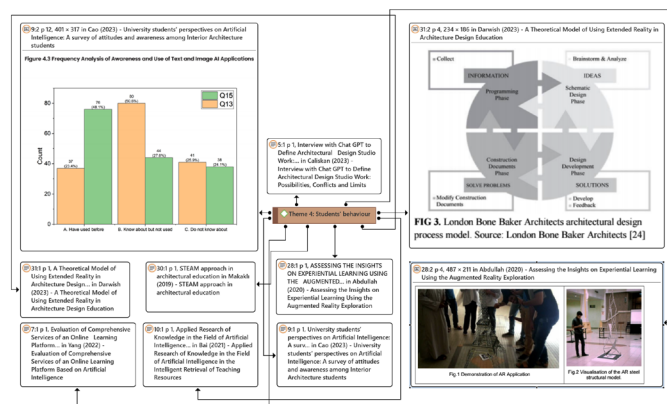 9:2 p 12, 401 × 317 in Cao (2023) - University
students' perspectives on Artificial
Intelligence: A survey of attitudes and awareness among Interior Architecture
students
Figure 4.3 Frequency Analysis of Awareness and Use of Text and Image AI Applications
Q15
Q13
Count
80
60
40
20
0
37
76
80
44
41
38
A. Have used before
B. Know about but not used
C. Do not know about
5:1 p 1, Interview with Chat GPT to
Define Architectural Design Studio
Work:... in Caliskan (2023) -
Interview with Chat GPT to Define
Architectural Design Studio Work:
Possibilities, Conflicts and Limits
Theme 4: Students' behaviour
31:2 p 4, 234 × 186 in Darwish (2023) - A Theoretical Model of Using Extended Reality in
Architecture Design Education
Collect
Brainstorm & Analyze
INFORMATION
IDEAS
Programming
Phase
Schematic
Design
Phase
Construction
Documents
Phase
Design
Development
Phase
SOLVE PROBLEMS
SOLUTIONS
Modify Construction
Documents
Develop
Feedback
FIG 3. London Bone Baker Architects architectural design
process model. Source: London Bone Baker Architects [24]
31:1 p 1, A Theoretical Model of
Using Extended Reality in
Architecture Design... in Darwish
(2023) - A Theoretical Model of
Using Extended Reality in
Architecture Design Education
30:1 p 1, STEAM approach in
architectural education in Makakli
(2019) - STEAM approach in
architectural education
28:1 p 1, ASSESSING THE INSIGHTS
ON EXPERIENTIAL LEARNING USING
THE AUGMENTED... in Abdullah
(2020) - Assessing the Insights on
Experiential Learning Using the
Augmented Reality Exploration
28:2 p 4, 487 × 211 in Abdullah (2020) - Assessing the Insights on Experiential Learning
Using the Augmented Reality Exploration
Fig.1 Demonstration of AR Application
Fig.2 Visualisation of the AR steel
structural model.
7:1 p 1, Evaluation of Comprehensive
Services of an Online Learning
Platform... in Yang (2022) -
Evaluation of Comprehensive
Services of an Online Learning
Platform Based on Artificial
Intelligence
10:1 p 1, Applied Research of
Knowledge in the Field of Artificial
Intelligence... in Bai (2021) - Applied
Research of Knowledge in the Field
of Artificial Intelligence in the
Intelligent Retrieval of Teaching
Resources
9:1 p 1, University students'
perspectives on Artificial Intelligence:
A surv... in Cao (2023) - University
students' perspectives on Artificial
Intelligence: A survey of attitudes
and awareness among Interior
Architecture students